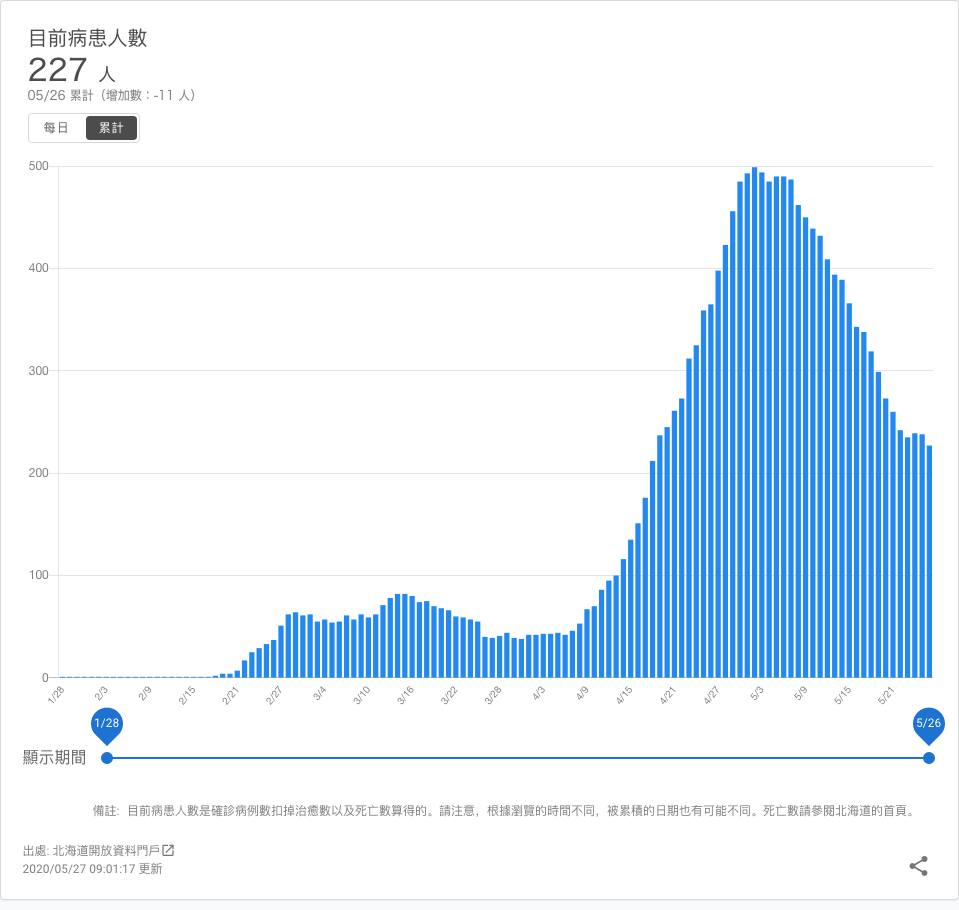 目前病患人數
227 人
05/26 累計（增加數：-11 人）
每日 累計
500
400
300
200
100
0
1/28 2/3 2/9 2/15 2/21 2/27 3/4 3/10 3/16 3/22 3/28 4/3 4/9 4/15 4/21 4/27 5/3 5/9 5/15 5/21
1/28 5/26
顯示期間
備註: 目前病患人數是確診病例數扣掉治癒數以及死亡數算得的。請注意，根據瀏覽的時間不同，被累積的日期也有可能不同。死亡數請參閱北海道的首頁。
出處: 北海道開放資料門戶
2020/05/27 09:01:17 更新